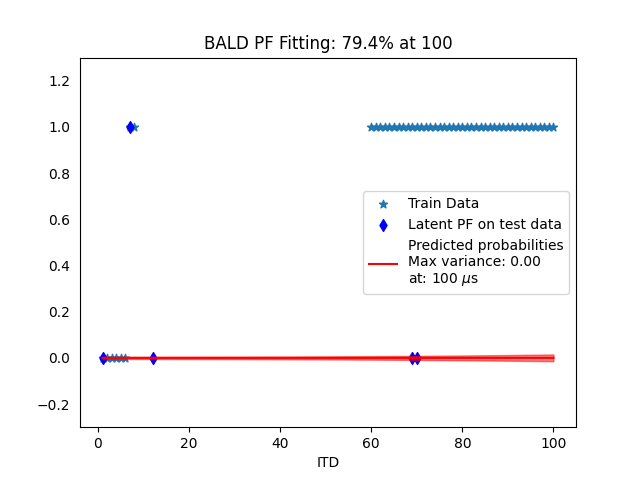 BALD PF Fitting: 79.4% at 100
1.2
1.0
0.8
0.6
0.4
0.2
0.0
−0.2
Train Data
Latent PF on test data
Predicted probabilities
Max variance: 0.00
at: 100 μs
0 20 40 60 80 100
ITD